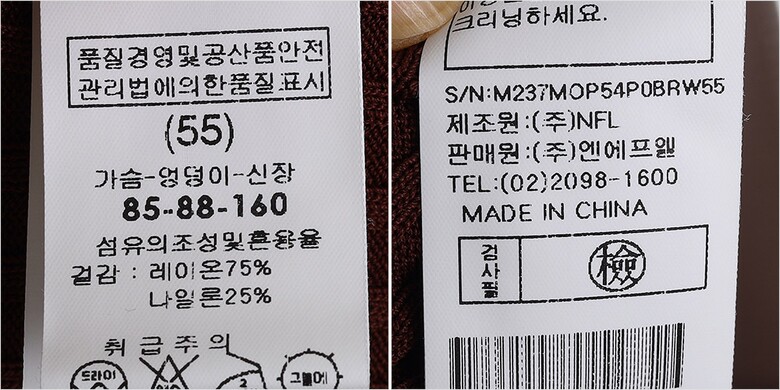 품질경영및공산품안전
관리법에의한품질표시
(55)
가슴-엉덩이-신장
85-88-160
섬유의조성및혼용율
겉감 : 레이온75%
나일론25%
취급주의
드라이
그늘에
크리닝하세요.
S/N:M237MOP54P0BRW55
제조원:(주)NFL
판매원:(주)엔에프엘
TEL:(02)2098-1600
MADE IN CHINA
검사필
檢